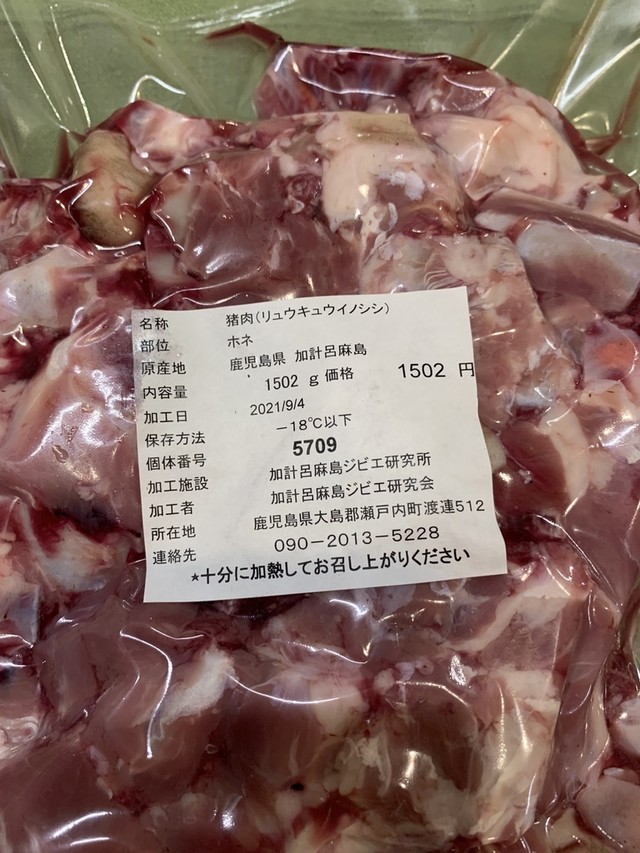 名称 猪肉(リュウキュウイノシシ)
部位 ホネ
原産地 鹿児島県 加計呂麻島
内容量 1502 g 価格 1502 円
加工日 2021/9/4
保存方法 -18℃以下
個体番号 5709
加工施設 加計呂麻島ジビエ研究所
加工者 加計呂麻島ジビエ研究会
所在地 鹿児島県大島郡瀬戸内町渡連512
連絡先 090-2013-5228
*十分に加熱してお召し上がりください